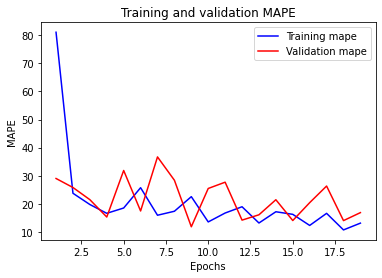 Training and validation MAPE
Training mape
Validation mape
80
70
60
50
40
30
20
10
MAPE
2.5 5.0 7.5 10.0 12.5 15.0 17.5
Epochs